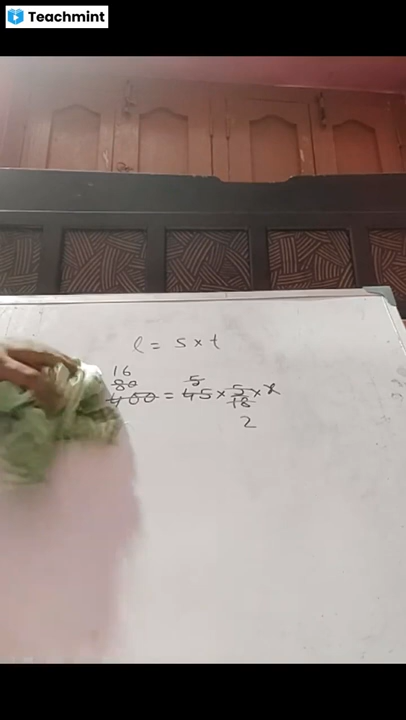 Teachmint
l = s × t
16
80 5
400 = 45 × 5/18 × x
2